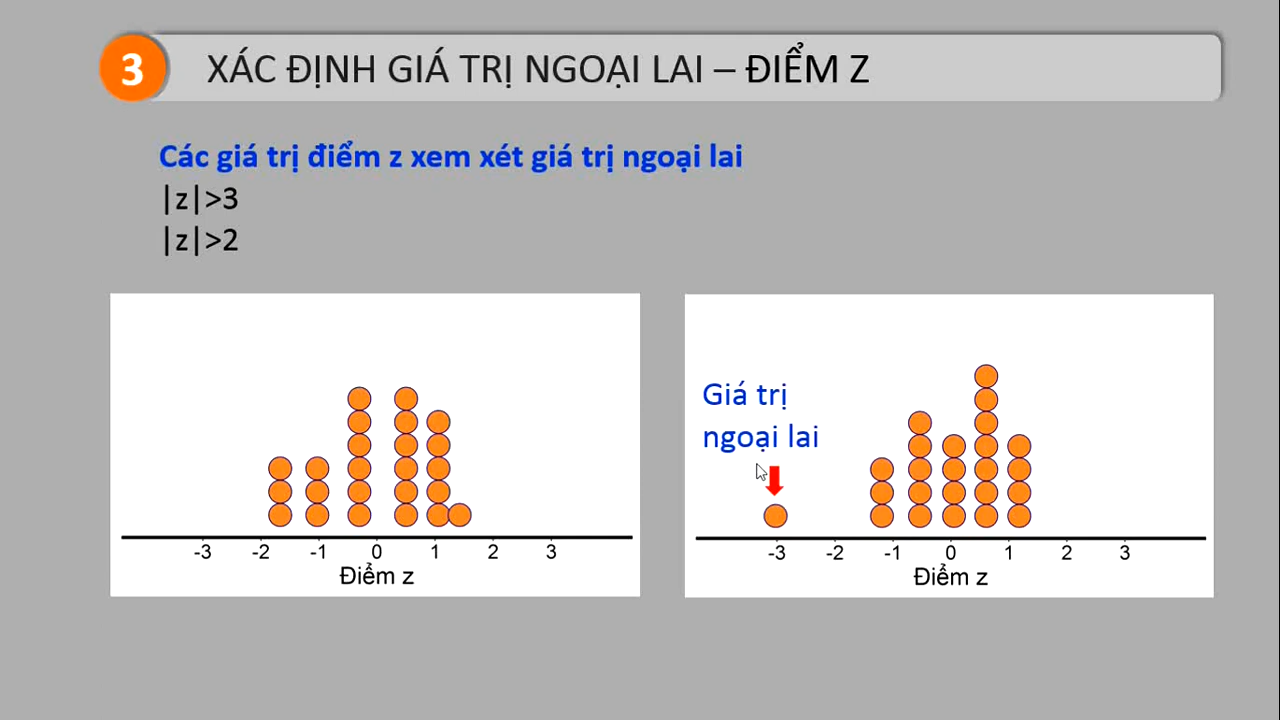 3
XÁC ĐỊNH GIÁ TRỊ NGOẠI LAI – ĐIỂM Z
Các giá trị điểm z xem xét giá trị ngoại lai
|z|>3
|z|>2
-3 -2 -1 0 1 2 3
Điểm z
Giá trị
ngoại lai
-3 -2 -1 0 1 2 3
Điểm z